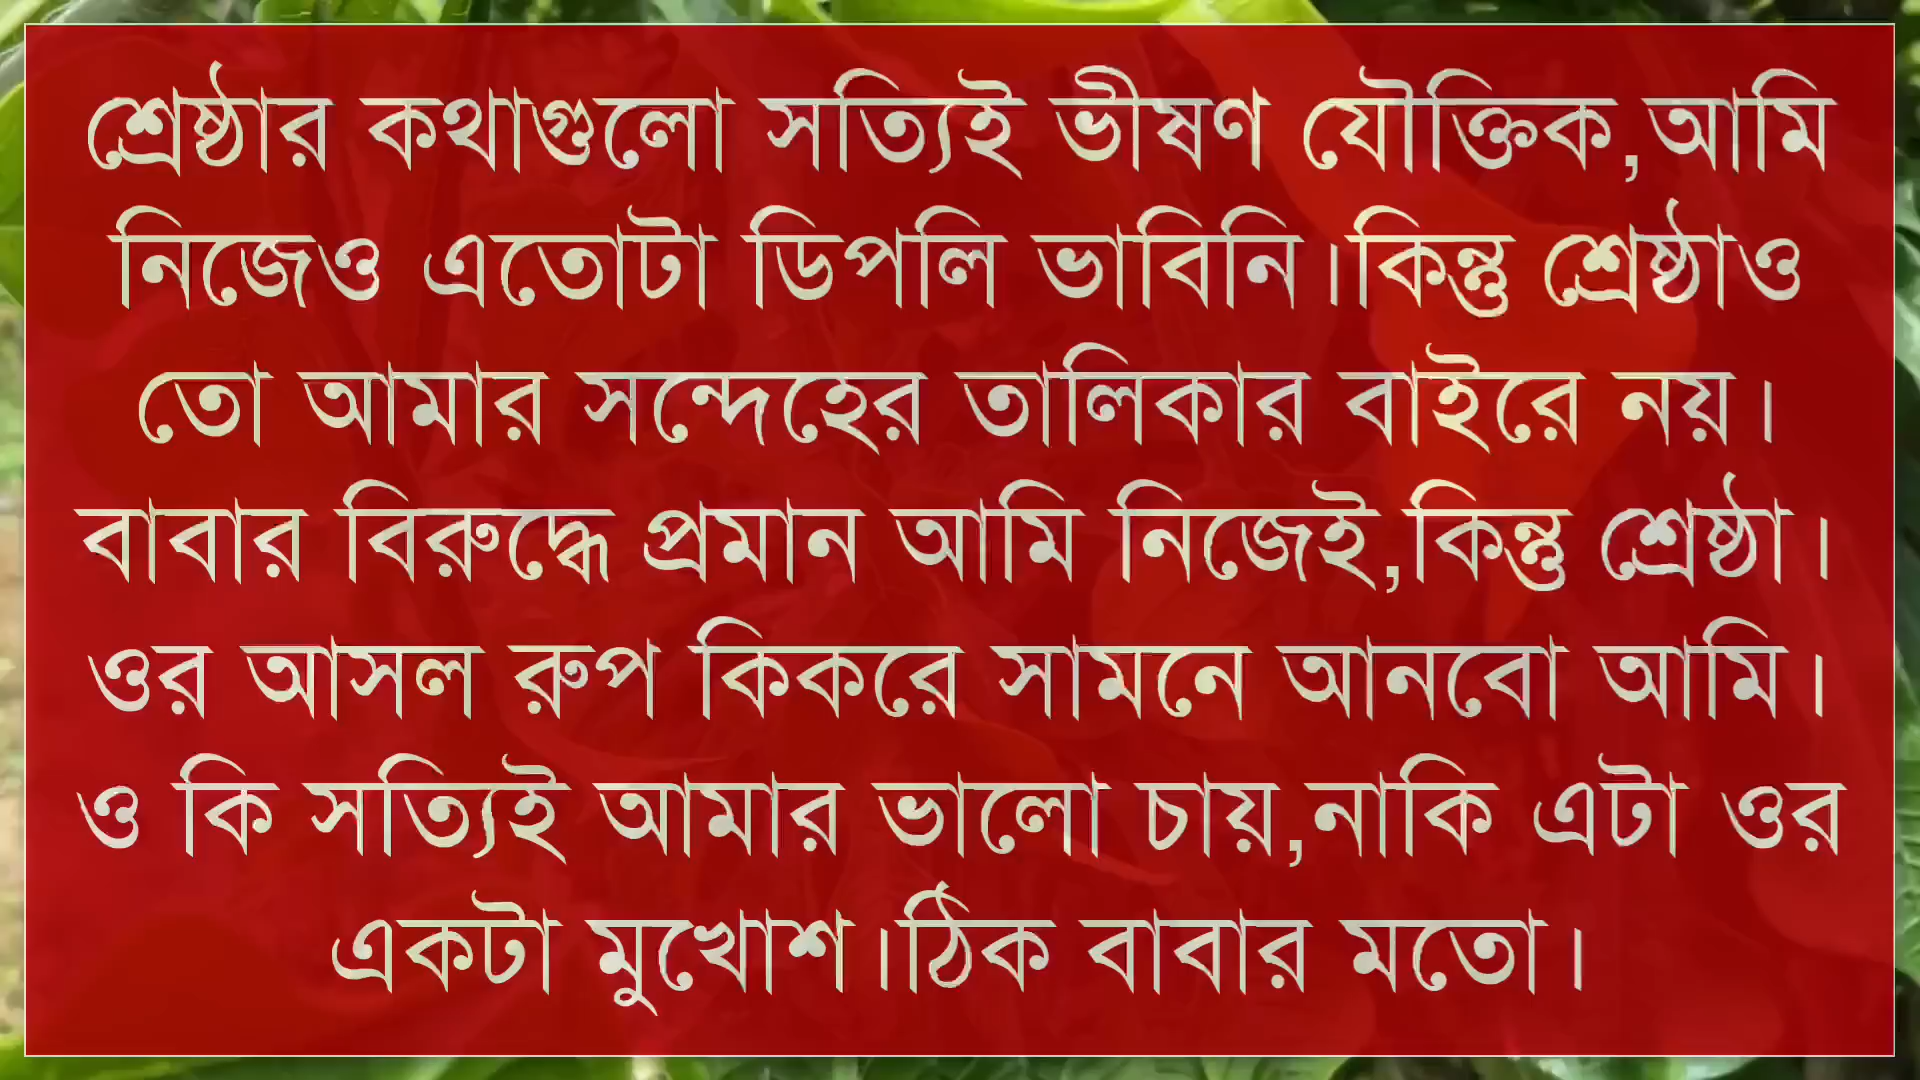 শ্রেষ্ঠার কথাগুলো সত্যিই ভীষণ যৌক্তিক,আমি
নিজেও এতোটা ডিপলি ভাবিনি।কিন্তু শ্রেষ্ঠাও
তো আমার সন্দেহের তালিকার বাইরে নয়।
বাবার বিরুদ্ধে প্রমান আমি নিজেই,কিন্তু শ্রেষ্ঠা।
ওর আসল রুপ কিকরে সামনে আনবো আমি।
ও কি সত্যিই আমার ভালো চায়,নাকি এটা ওর
একটা মুখোশ।ঠিক বাবার মতো।